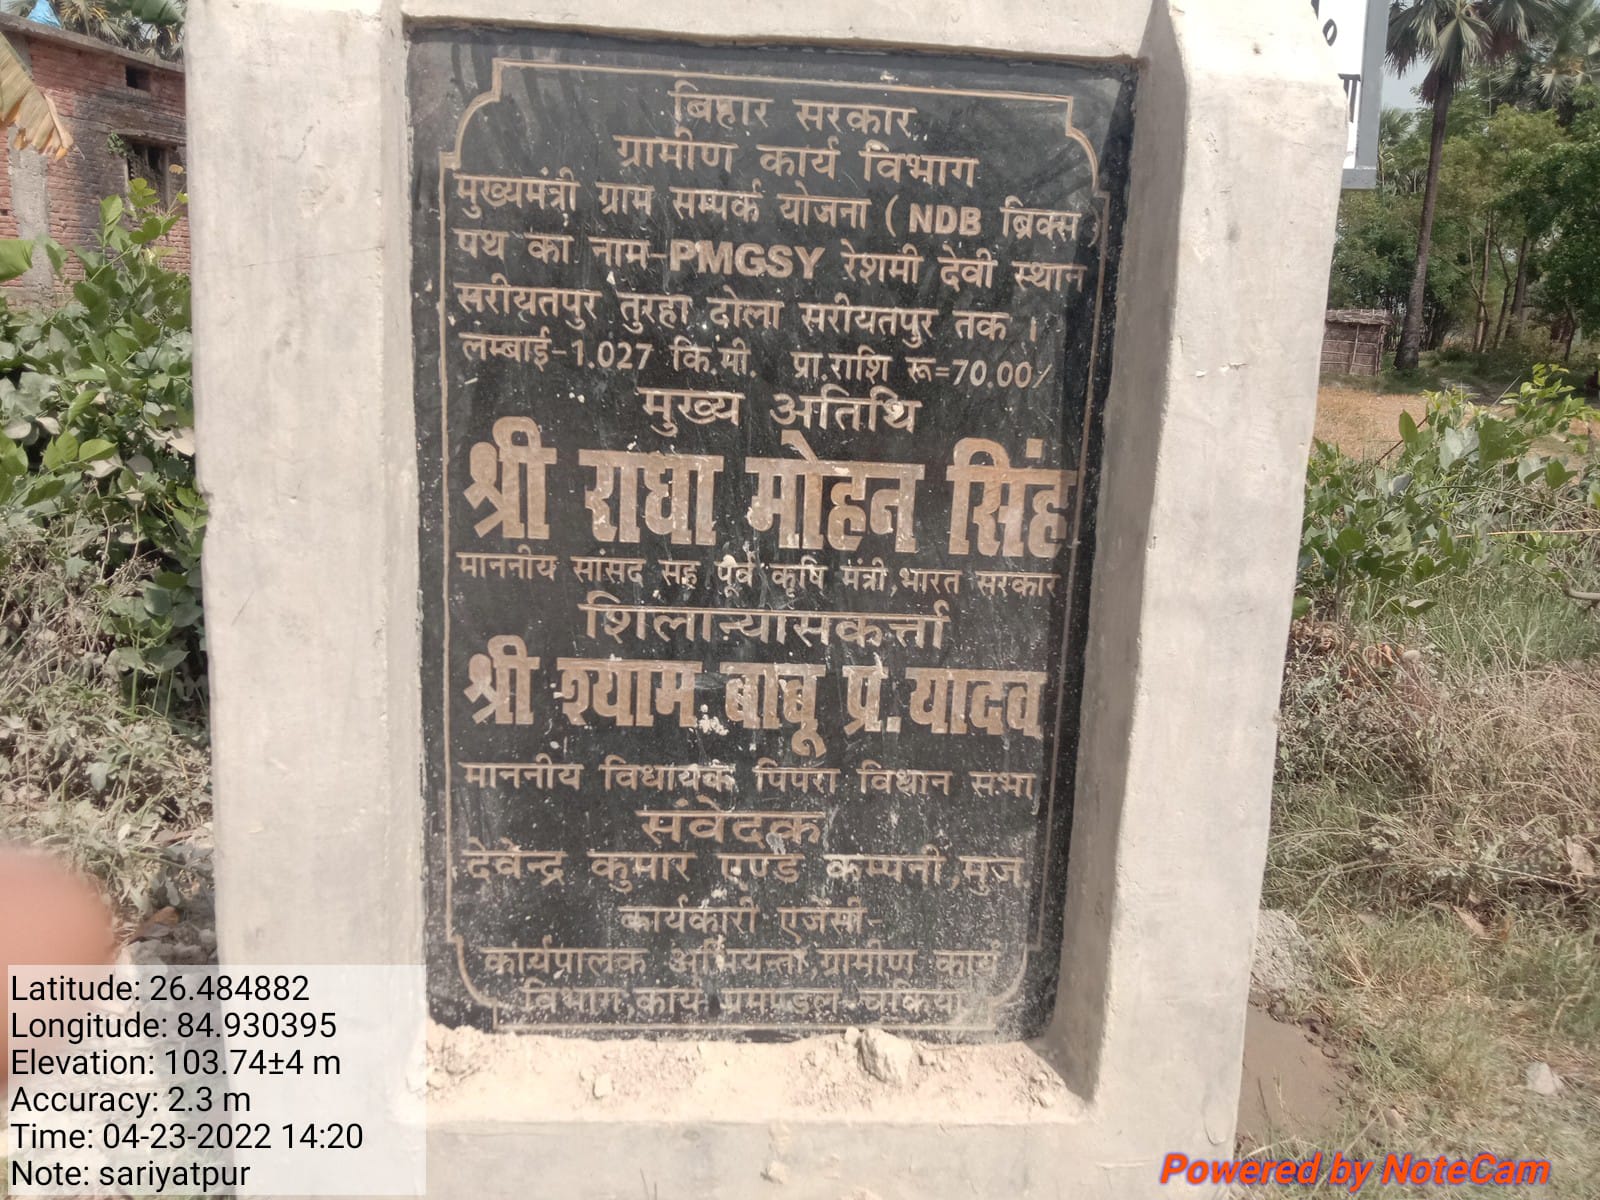 बिहार सरकार
ग्रामीण कार्य विभाग
मुख्यमंत्री ग्राम सम्पर्क योजना ( NDB ब्रिक्स )
पथ का नाम-PMGSY रेशमी देवी स्थान
सरीयतपुर तुरहा टोला सरीयतपुर तक ।
लम्बाई-1.027 कि.मी. प्रा.राशि रू=70.00/
मुख्य अतिथि
श्री राधा मोहन सिंह
माननीय सांसद सह पूर्व कृषि मंत्री,भारत सरकार
शिलान्यासकर्त्ता
श्री श्याम बाबू प्र.यादव
माननीय विधायक पिपरा विधान सभा
संवेदक
देवेन्द्र कुमार एण्ड कम्पनी,मुज
कार्यकारी एजेंसी-
कार्यपालक अभियन्ता,ग्रामीण कार्य
विभाग,कार्य प्रमण्डल-चकिया
Latitude: 26.484882
Longitude: 84.930395
Elevation: 103.74±4 m
Accuracy: 2.3 m
Time: 04-23-2022 14:20
Note: sariyatpur
Powered by NoteCam